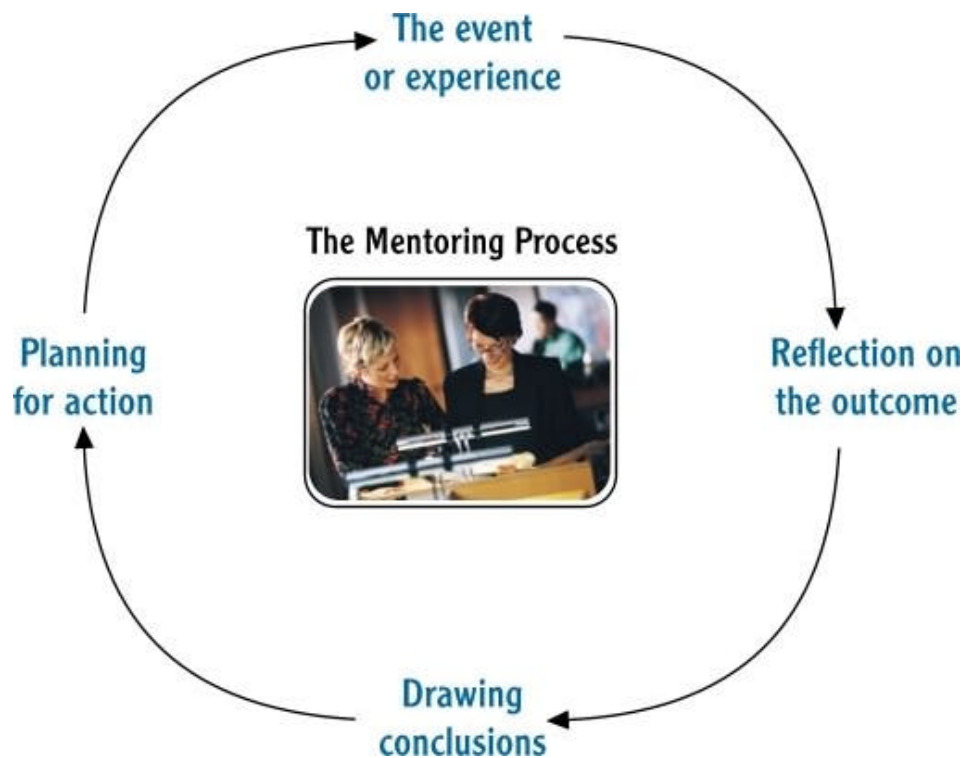 The event
or experience
The Mentoring Process
Planning
for action
Reflection on
the outcome
Drawing
conclusions